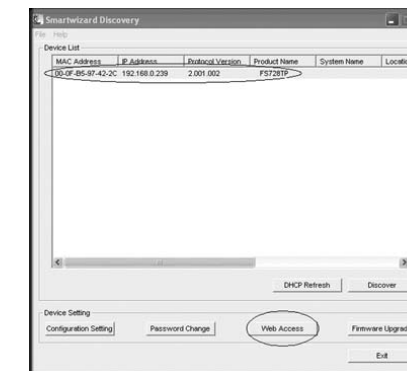 Smartwizard Discovery
File Help
Device List
MAC Address IP Address Protocol Version Product Name System Name Locatio
00-0F-B5-97-42-2C 192.168.0.239 2.001.002 FS728TP
DHCP Refresh Discover
Device Setting
Configuration Setting Password Change Web Access Firmware Upgrad
Exit